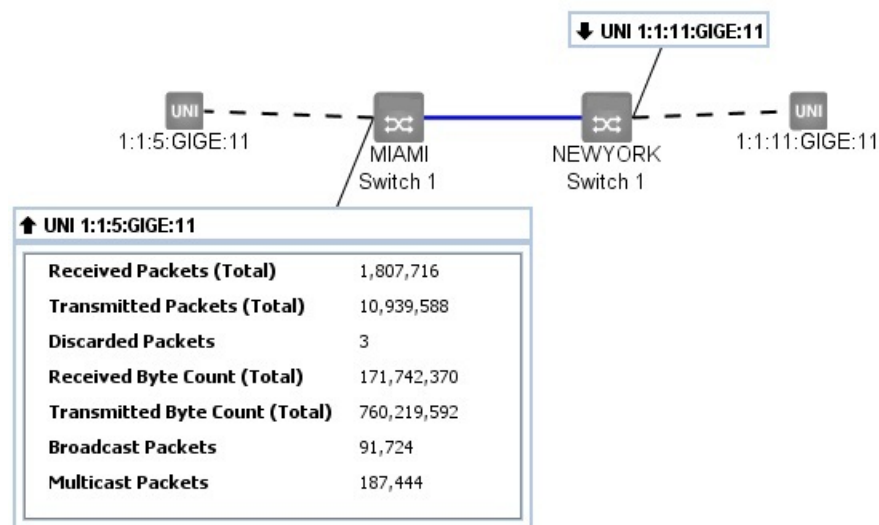 UNI 1:1:11:GIGE:11
UNI
UNI
1:1:5:GIGE:11
1:1:11:GIGE:11
MIAMI
Switch 1
NEWYORK
Switch 1
UNI 1:1:5:GIGE:11
Received Packets (Total) 1,807,716
Transmitted Packets (Total) 10,939,588
Discarded Packets 3
Received Byte Count (Total) 171,742,370
Transmitted Byte Count (Total) 760,219,592
Broadcast Packets 91,724
Multicast Packets 187,444